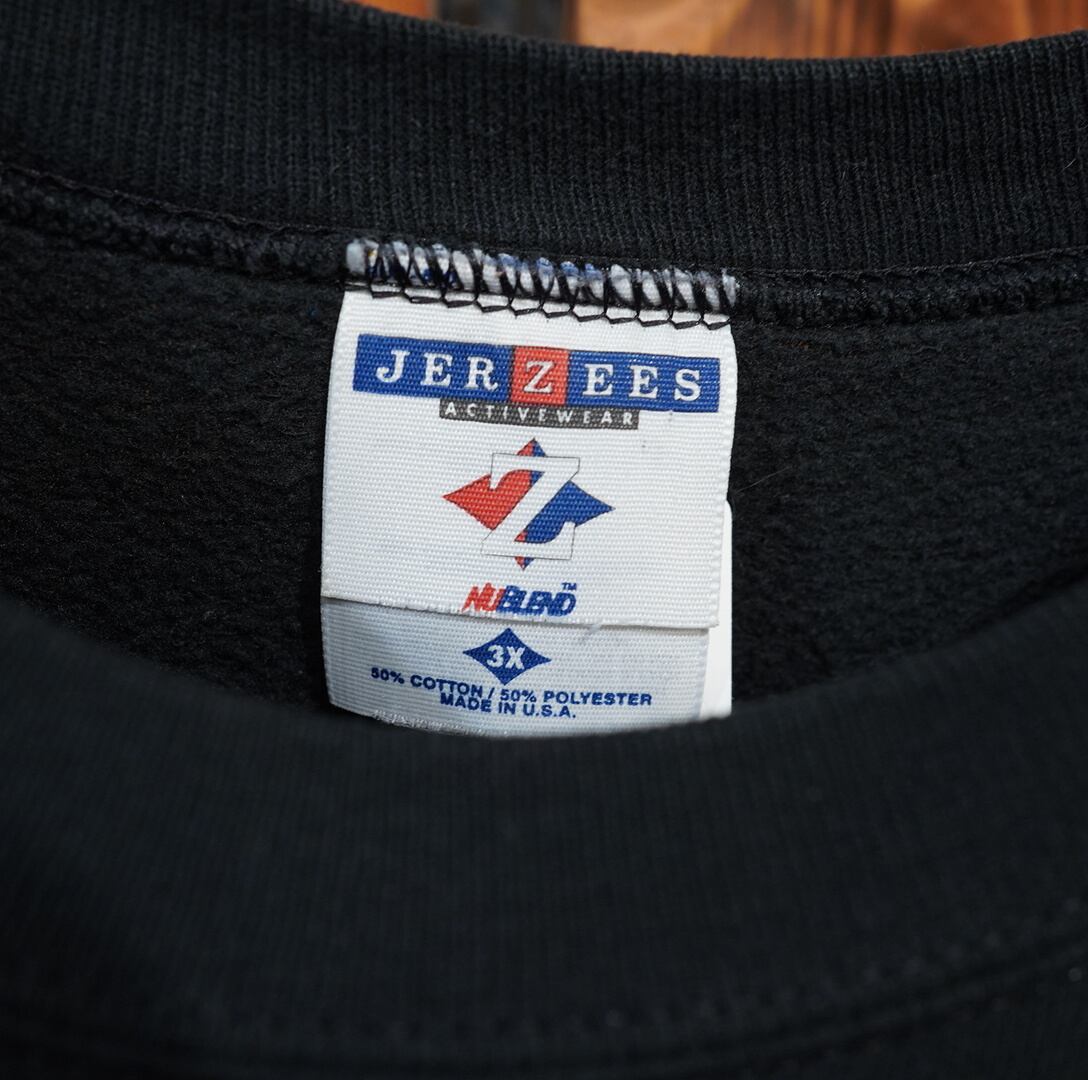 JERZEES
ACTIVEWEAR
Z
NUBLEND™
3X
50% COTTON / 50% POLYESTER
MADE IN U.S.A.